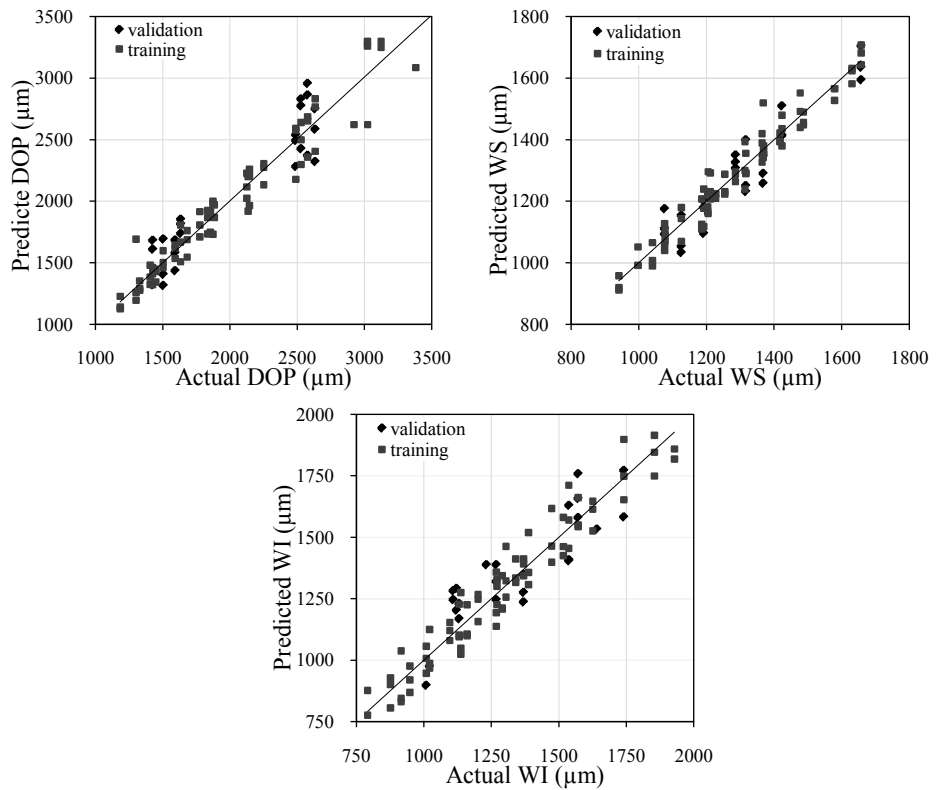 3500
3000
2500
2000
1500
1000
validation
training
Predicte DOP (µm)
1000 1500 2000 2500 3000 3500
Actual DOP (µm)
1800
1600
1400
1200
1000
800
validation
training
Predicted WS (µm)
800 1000 1200 1400 1600 1800
Actual WS (µm)
2000
1750
1500
1250
1000
750
validation
training
Predicted WI (µm)
750 1000 1250 1500 1750 2000
Actual WI (µm)